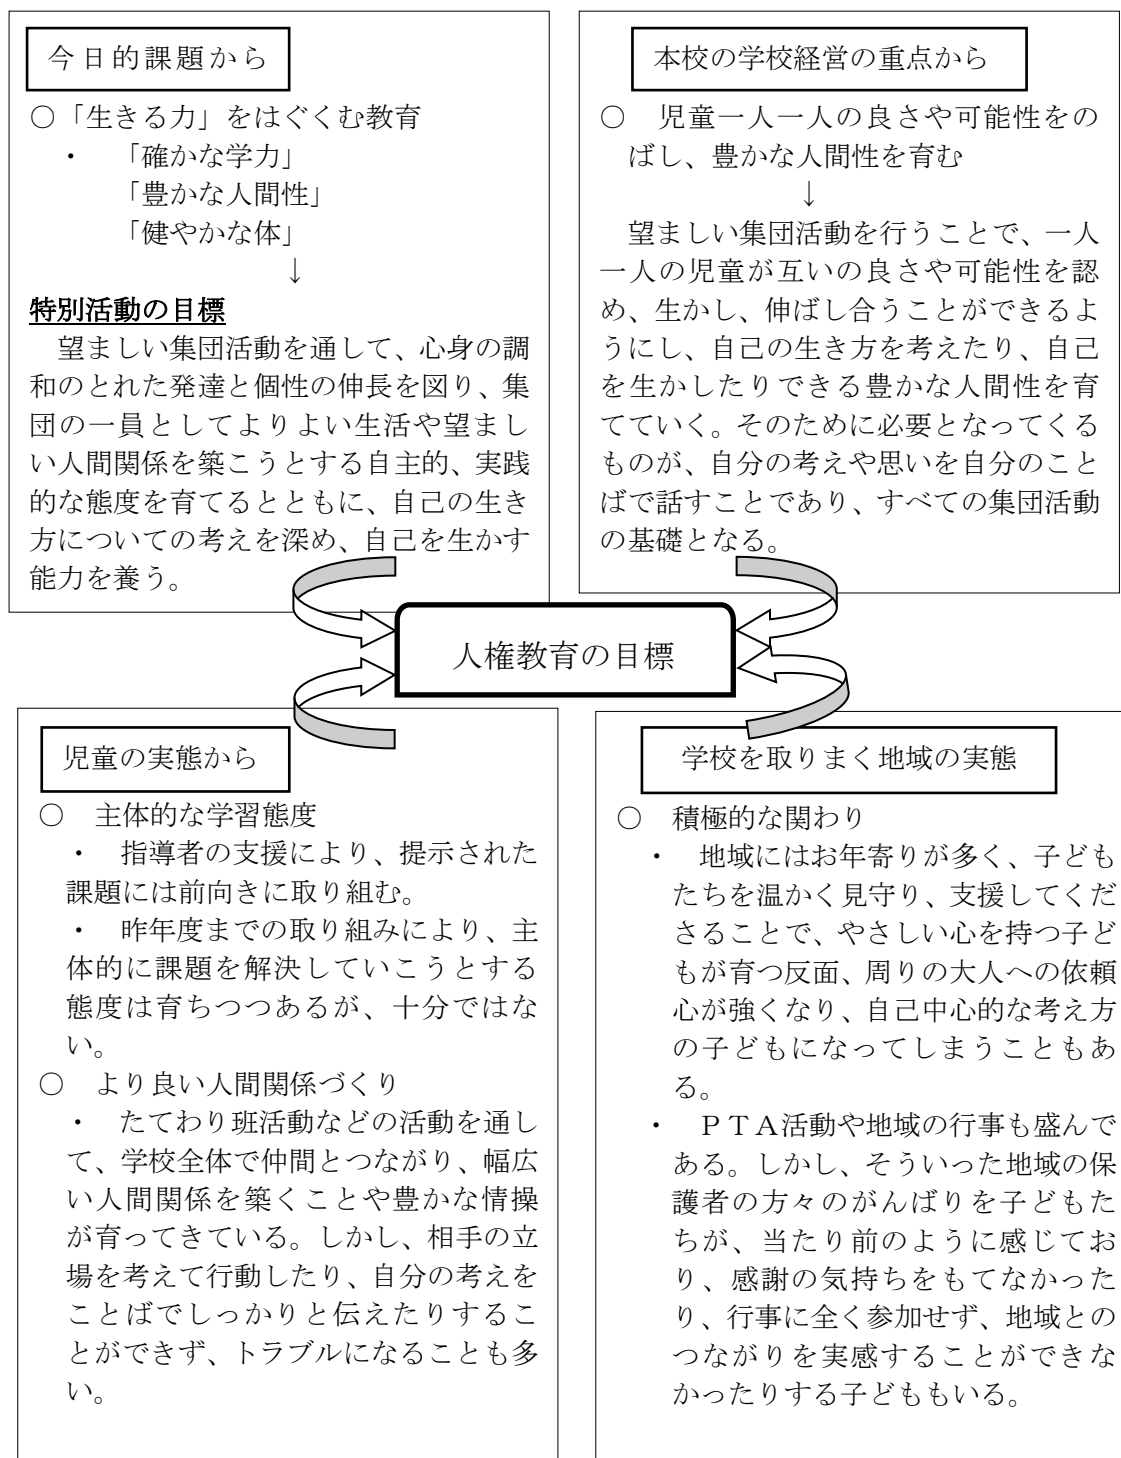 今日的課題から
○「生きる力」をはぐくむ教育
・　「確かな学力」
「豊かな人間性」
「健やかな体」
↓
特別活動の目標
　望ましい集団活動を通して、心身の調
和のとれた発達と個性の伸長を図り、集
団の一員としてよりよい生活や望まし
い人間関係を築こうとする自主的、実践
的な態度を育てるとともに、自己の生き
方についての考えを深め、自己を生かす
能力を養う。
本校の学校経営の重点から
○　児童一人一人の良さや可能性をの
ばし、豊かな人間性を育む
↓
　望ましい集団活動を行うことで、一人
一人の児童が互いの良さや可能性を認
め、生かし、伸ばし合うことができるよ
うにし、自己の生き方を考えたり、自己
を生かしたりできる豊かな人間性を育
てていく。そのために必要となってくる
ものが、自分の考えや思いを自分のこと
ばで話すことであり、すべての集団活動
の基礎となる。
人権教育の目標
児童の実態から
○　主体的な学習態度
・　指導者の支援により、提示された
課題には前向きに取り組む。
・　昨年度までの取り組みにより、主
体的に課題を解決していこうとする
態度は育ちつつあるが、十分ではな
い。
○　より良い人間関係づくり
・　たてわり班活動などの活動を通し
て、学校全体で仲間とつながり、幅広
い人間関係を築くことや豊かな情操
が育ってきている。しかし、相手の立
場を考えて行動したり、自分の考えを
ことばでしっかりと伝えたりするこ
とができず、トラブルになることも多
い。
学校を取りまく地域の実態
○　積極的な関わり
・　地域にはお年寄りが多く、子ども
たちを温かく見守り、支援してくだ
さることで、やさしい心を持つ子ど
もが育つ反面、周りの大人への依頼
心が強くなり、自己中心的な考え方
の子どもになってしまうこともあ
る。
・　ＰＴＡ活動や地域の行事も盛んで
ある。しかし、そういった地域の保
護者の方々のがんばりを子どもた
ちが、当たり前のように感じてお
り、感謝の気持ちをもてなかった
り、行事に全く参加せず、地域との
つながりを実感することができな
かったりする子どももいる。